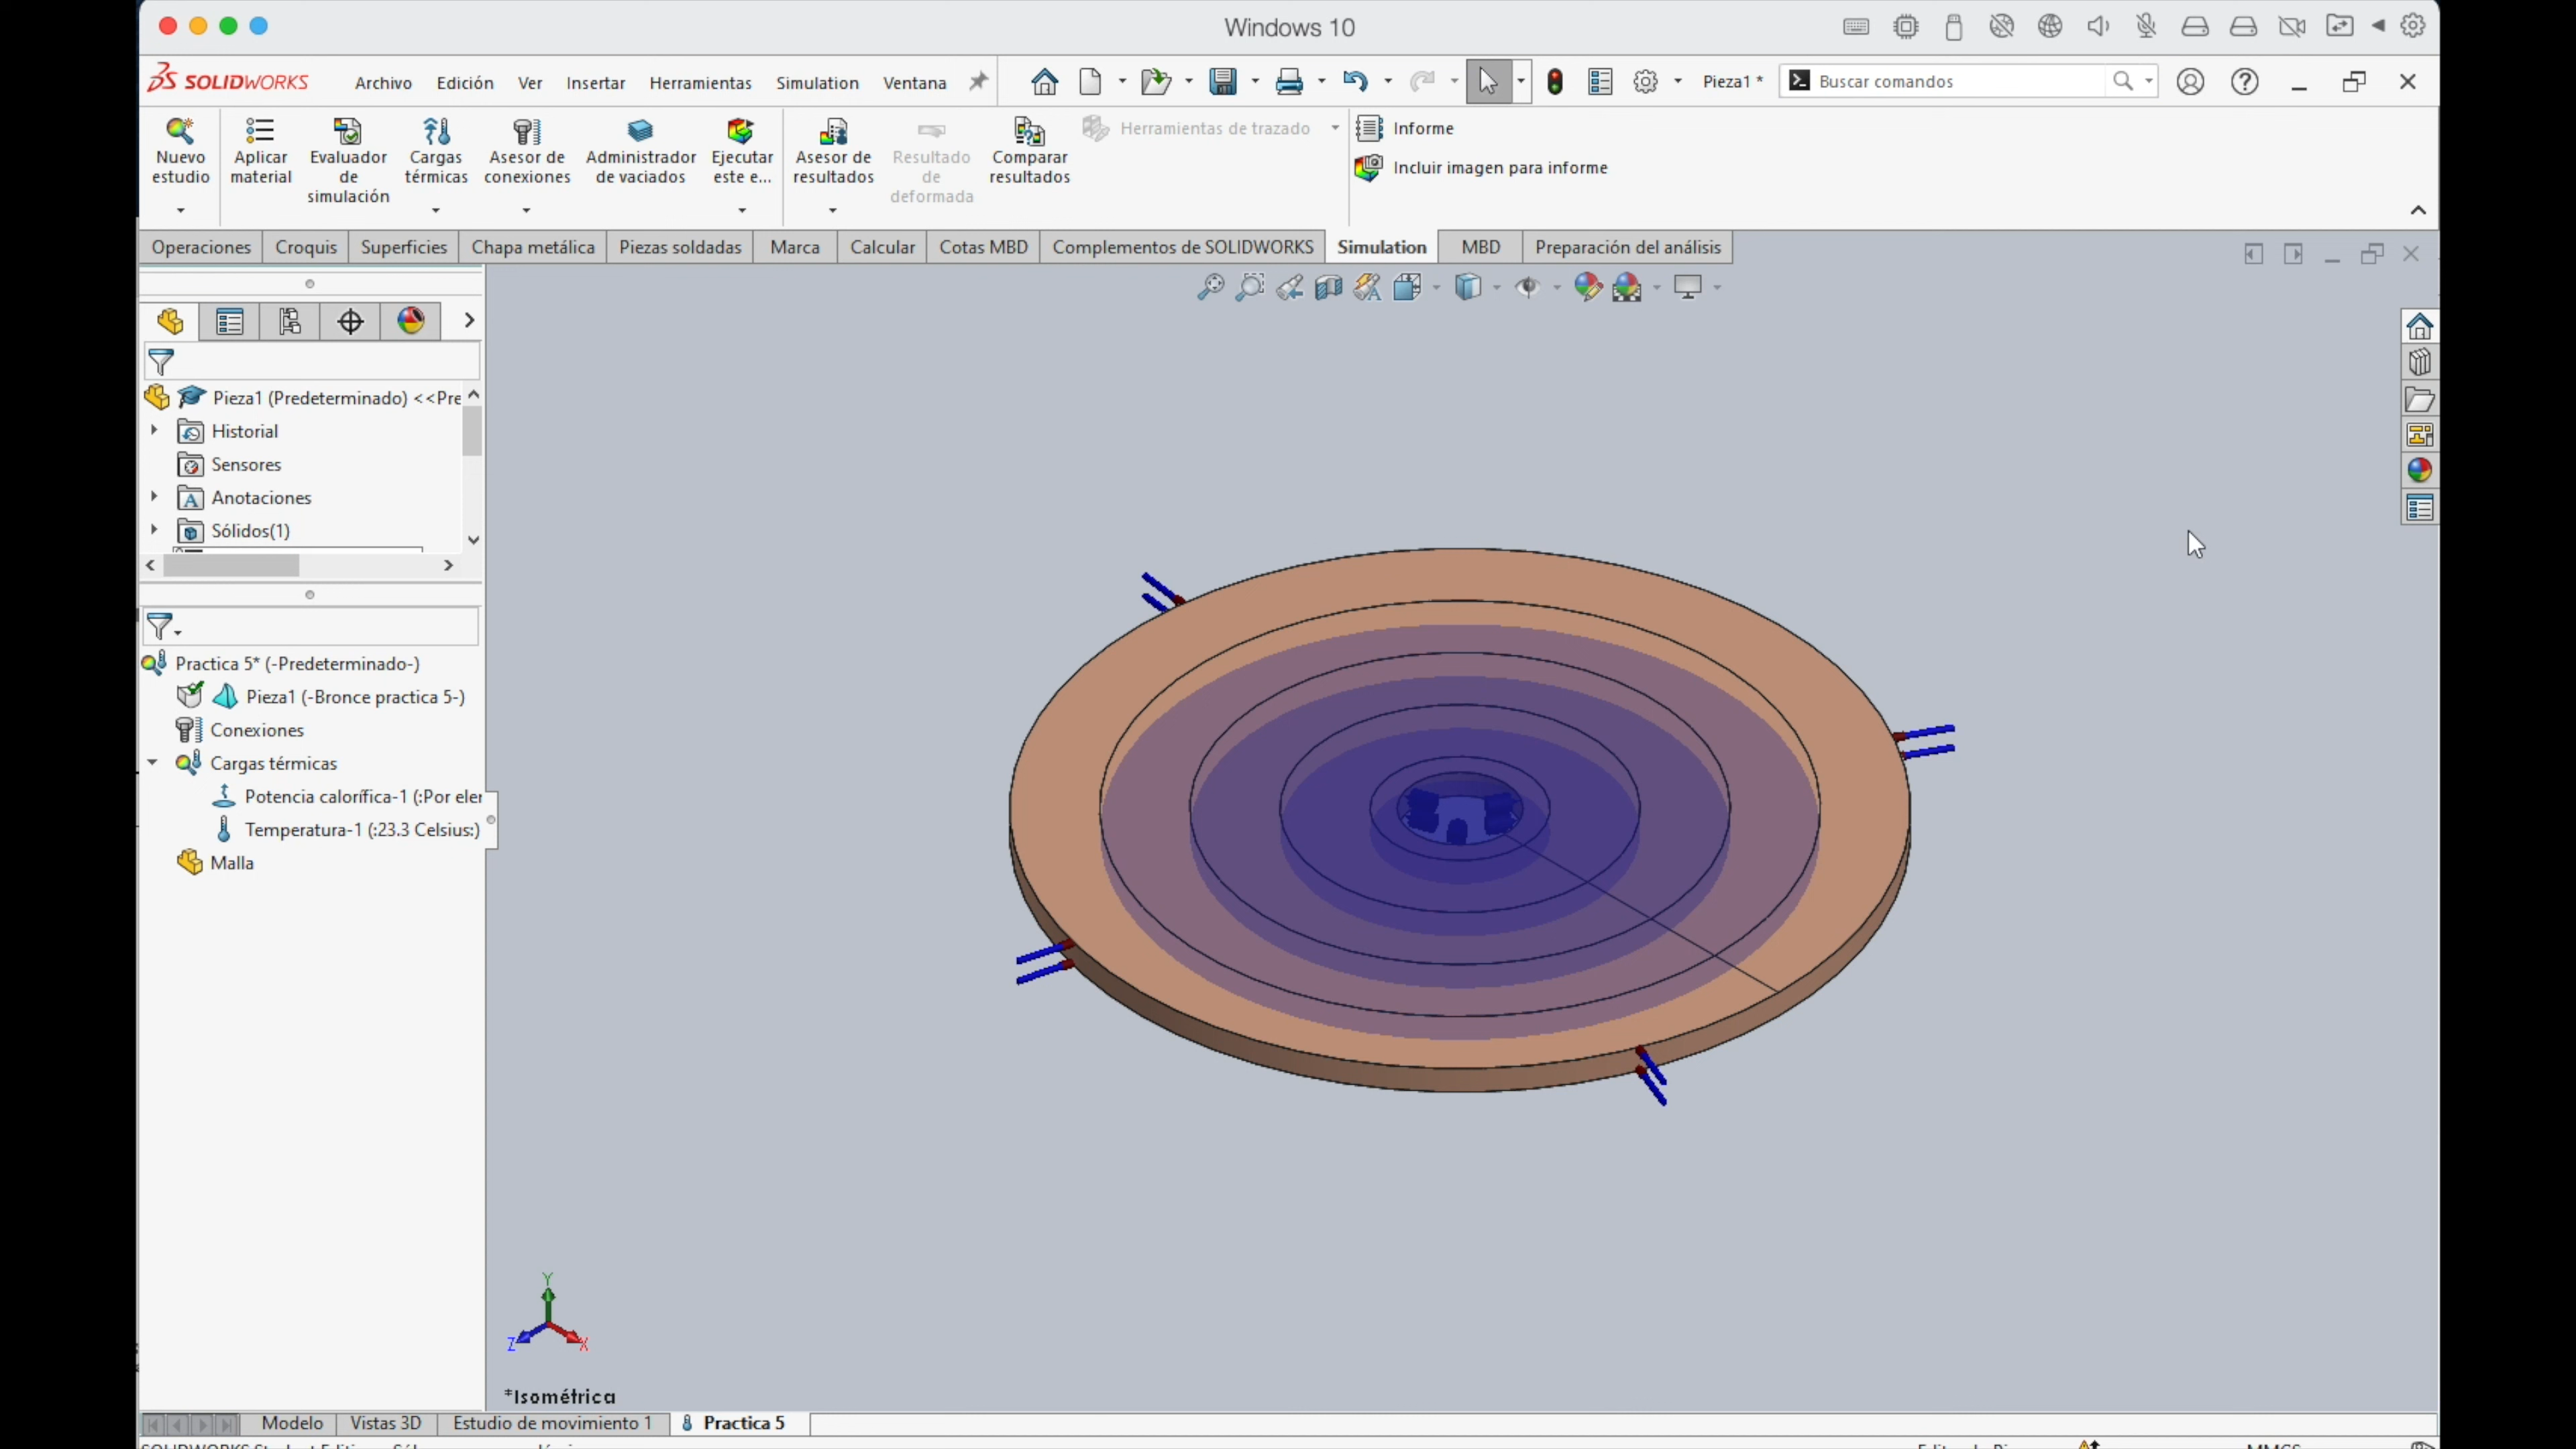 Windows 10
SOLIDWORKS
Archivo Edición Ver Insertar Herramientas Simulation Ventana
Pieza1 *
Buscar comandos
Nuevo estudio
Aplicar material
Evaluador de simulación
Cargas térmicas
Asesor de conexiones
Administrador de vaciados
Ejecutar este e...
Asesor de resultados
Resultado de deformada
Comparar resultados
Herramientas de trazado
Informe
Incluir imagen para informe
Operaciones Croquis Superficies Chapa metálica Piezas soldadas Marca Calcular Cotas MBD Complementos de SOLIDWORKS Simulation MBD Preparación del análisis
Pieza1 (Predeterminado) <<Pre
Historial
Sensores
Anotaciones
Sólidos(1)
Practica 5* (-Predeterminado-)
Pieza1 (-Bronce practica 5-)
Conexiones
Cargas térmicas
Potencia calorífica-1 (:Por eler
Temperatura-1 (:23.3 Celsius:)
Malla
Y
Z
X
*Isométrica
Modelo Vistas 3D Estudio de movimiento 1 Practica 5